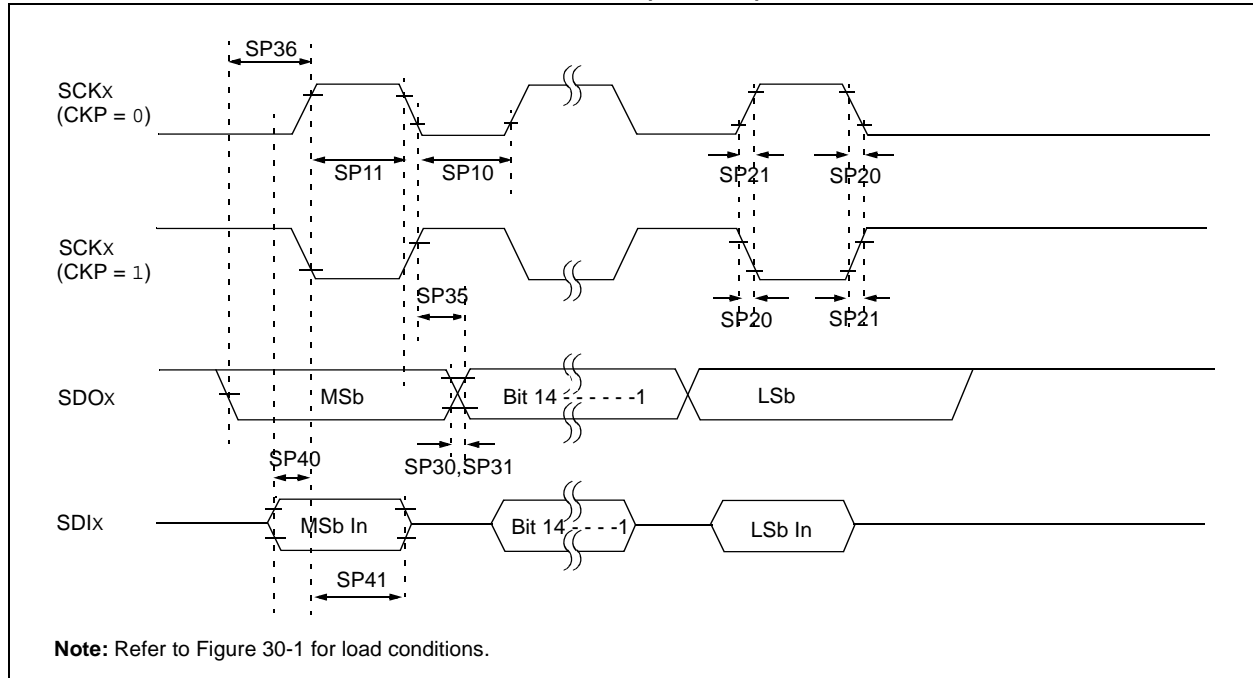 SP36
SCKx
(CKP = 0)
SP11
SP10
SP21
SP20
SCKx
(CKP = 1)
SP35
SP20
SP21
SDOx
MSb
Bit 14 - - - - - -1
LSb
SP40
SP30,SP31
SDIx
MSb In
Bit 14 - - - - -1
LSb In
SP41
Note: Refer to Figure 30-1 for load conditions.